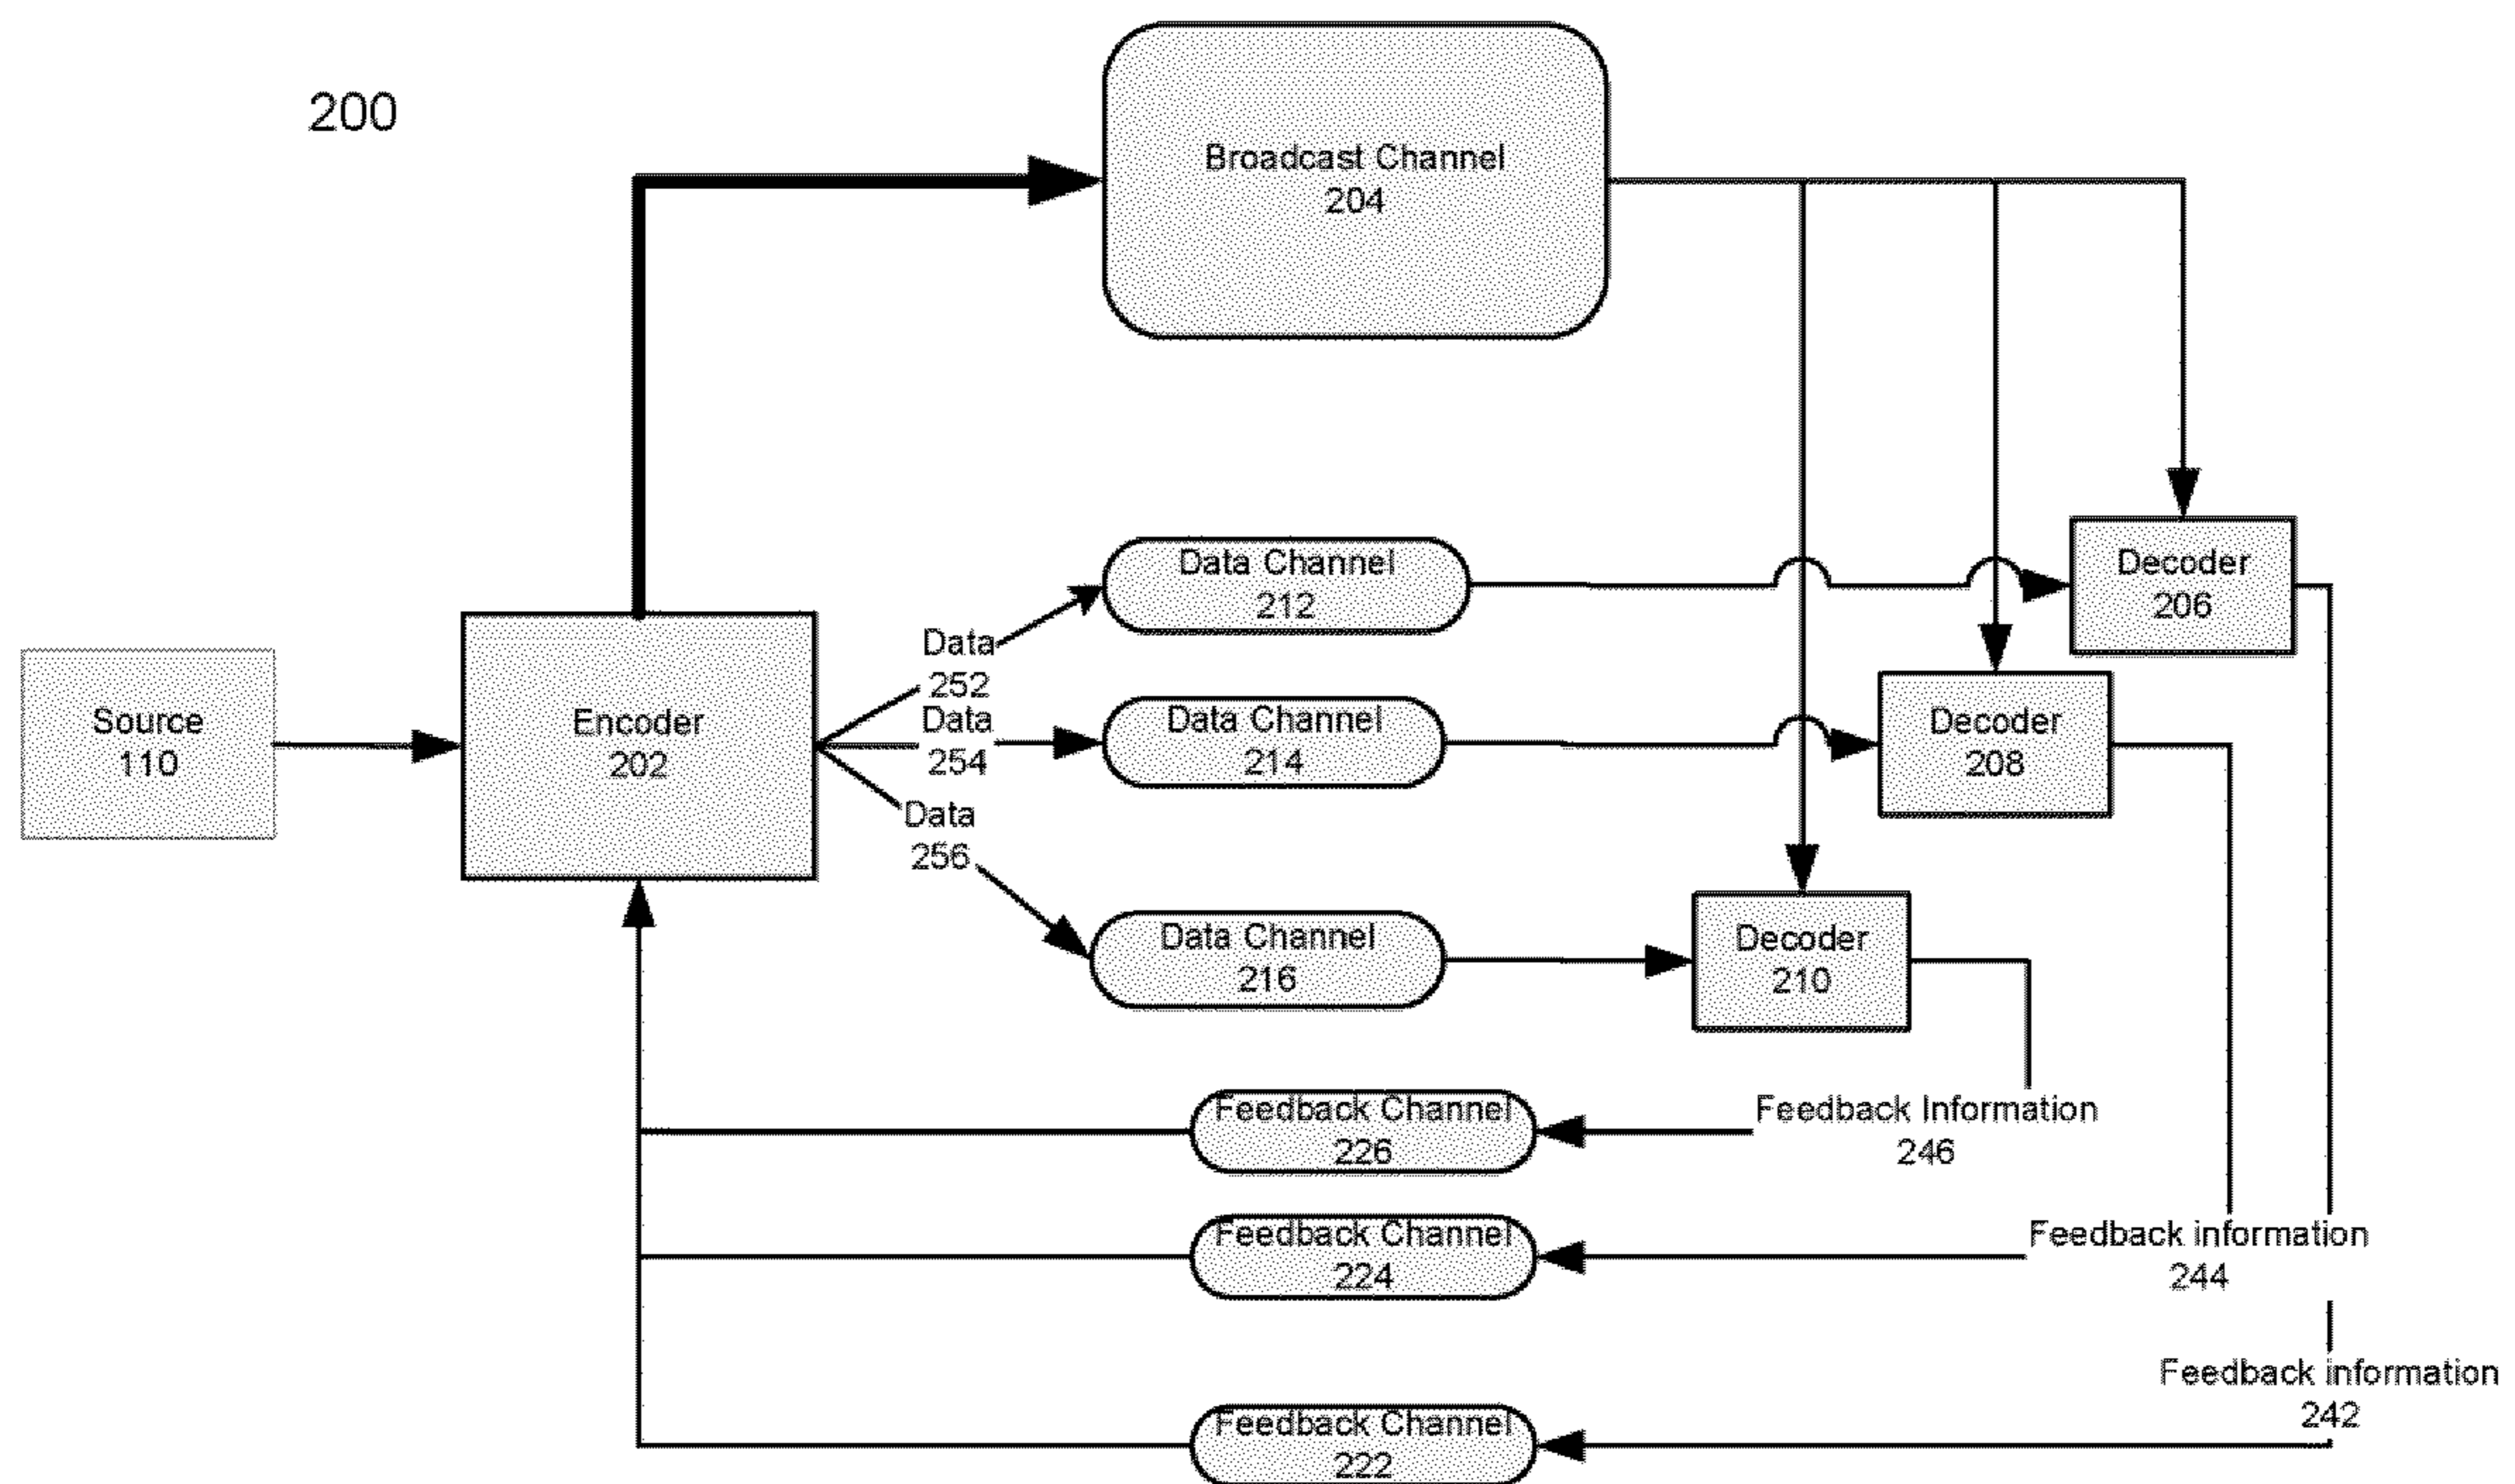 200
Broadcast Channel
204
Data Channel
212
Decoder
206
Data
252
Source
110
Encoder
202
Data
254
Data Channel
214
Decoder
208
Data
256
Data Channel
216
Decoder
210
Feedback Channel
226
Feedback Information
246
Feedback Channel
224
Feedback information
244
Feedback information
242
Feedback Channel
222